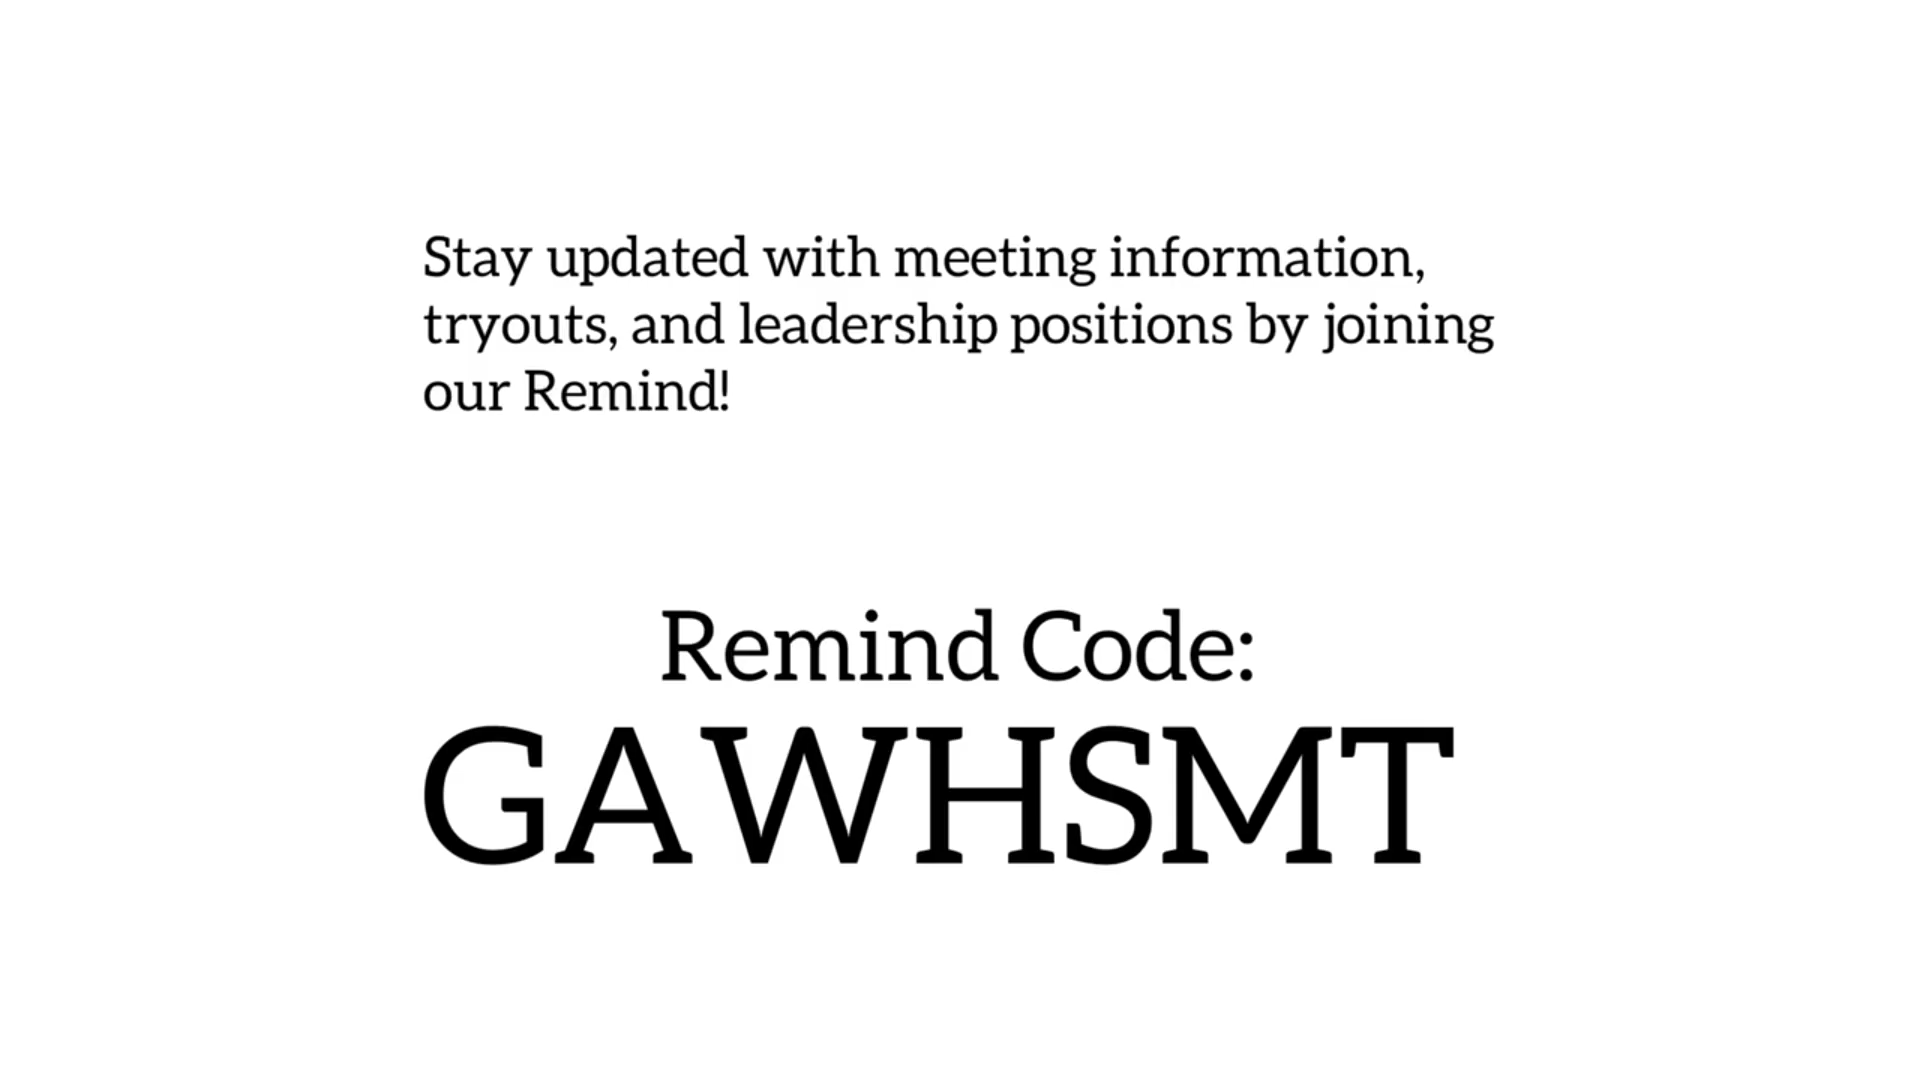 Stay updated with meeting information,
tryouts, and leadership positions by joining
our Remind!
Remind Code:
GAWHSMT